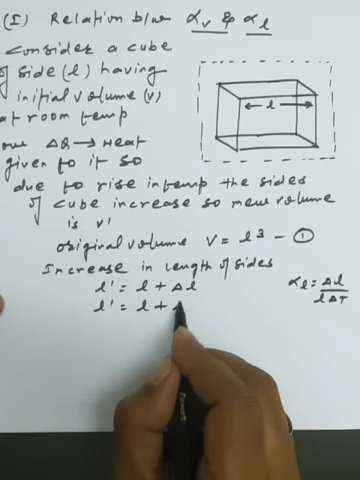 (I) Relation b/w αv & αl
Consider a cube
of side (l) having
initial volume (v)
at room temp
now ΔQ → Heat
given to it so
due to rise in temp the sides
of cube increase so new volume
is v'
original volume V = l³ - ①
Increase in length of sides
l' = l + Δl
l' = l +
αl = Δl / lΔT
l